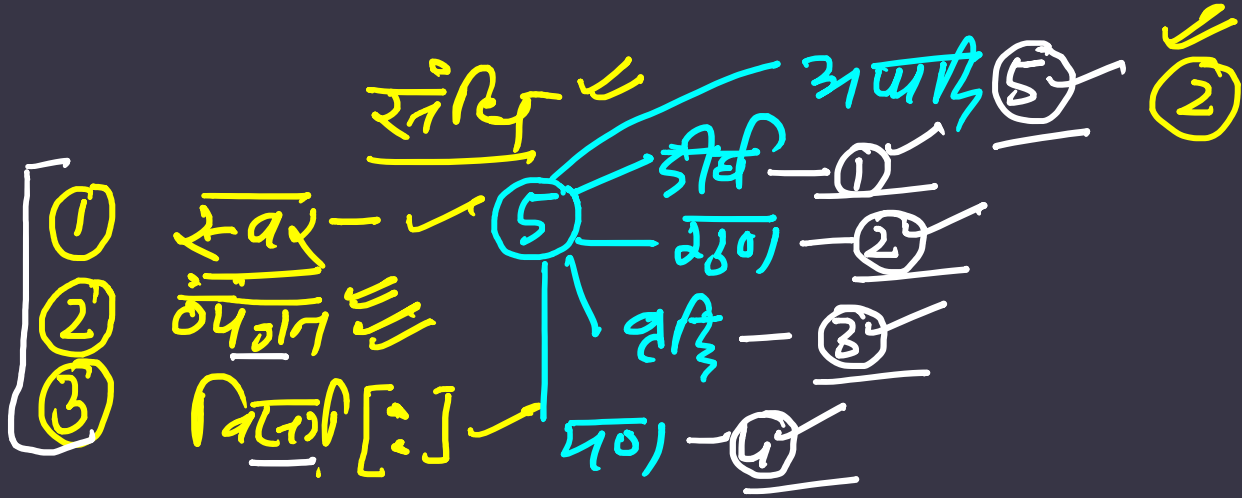 संधि
① स्वर - ⑤
② व्यंजन
③ विसर्ग [:]
अयादि ⑤ ②
दीर्घ - ①
गुण - ②
वृद्धि - ③
यण - ④